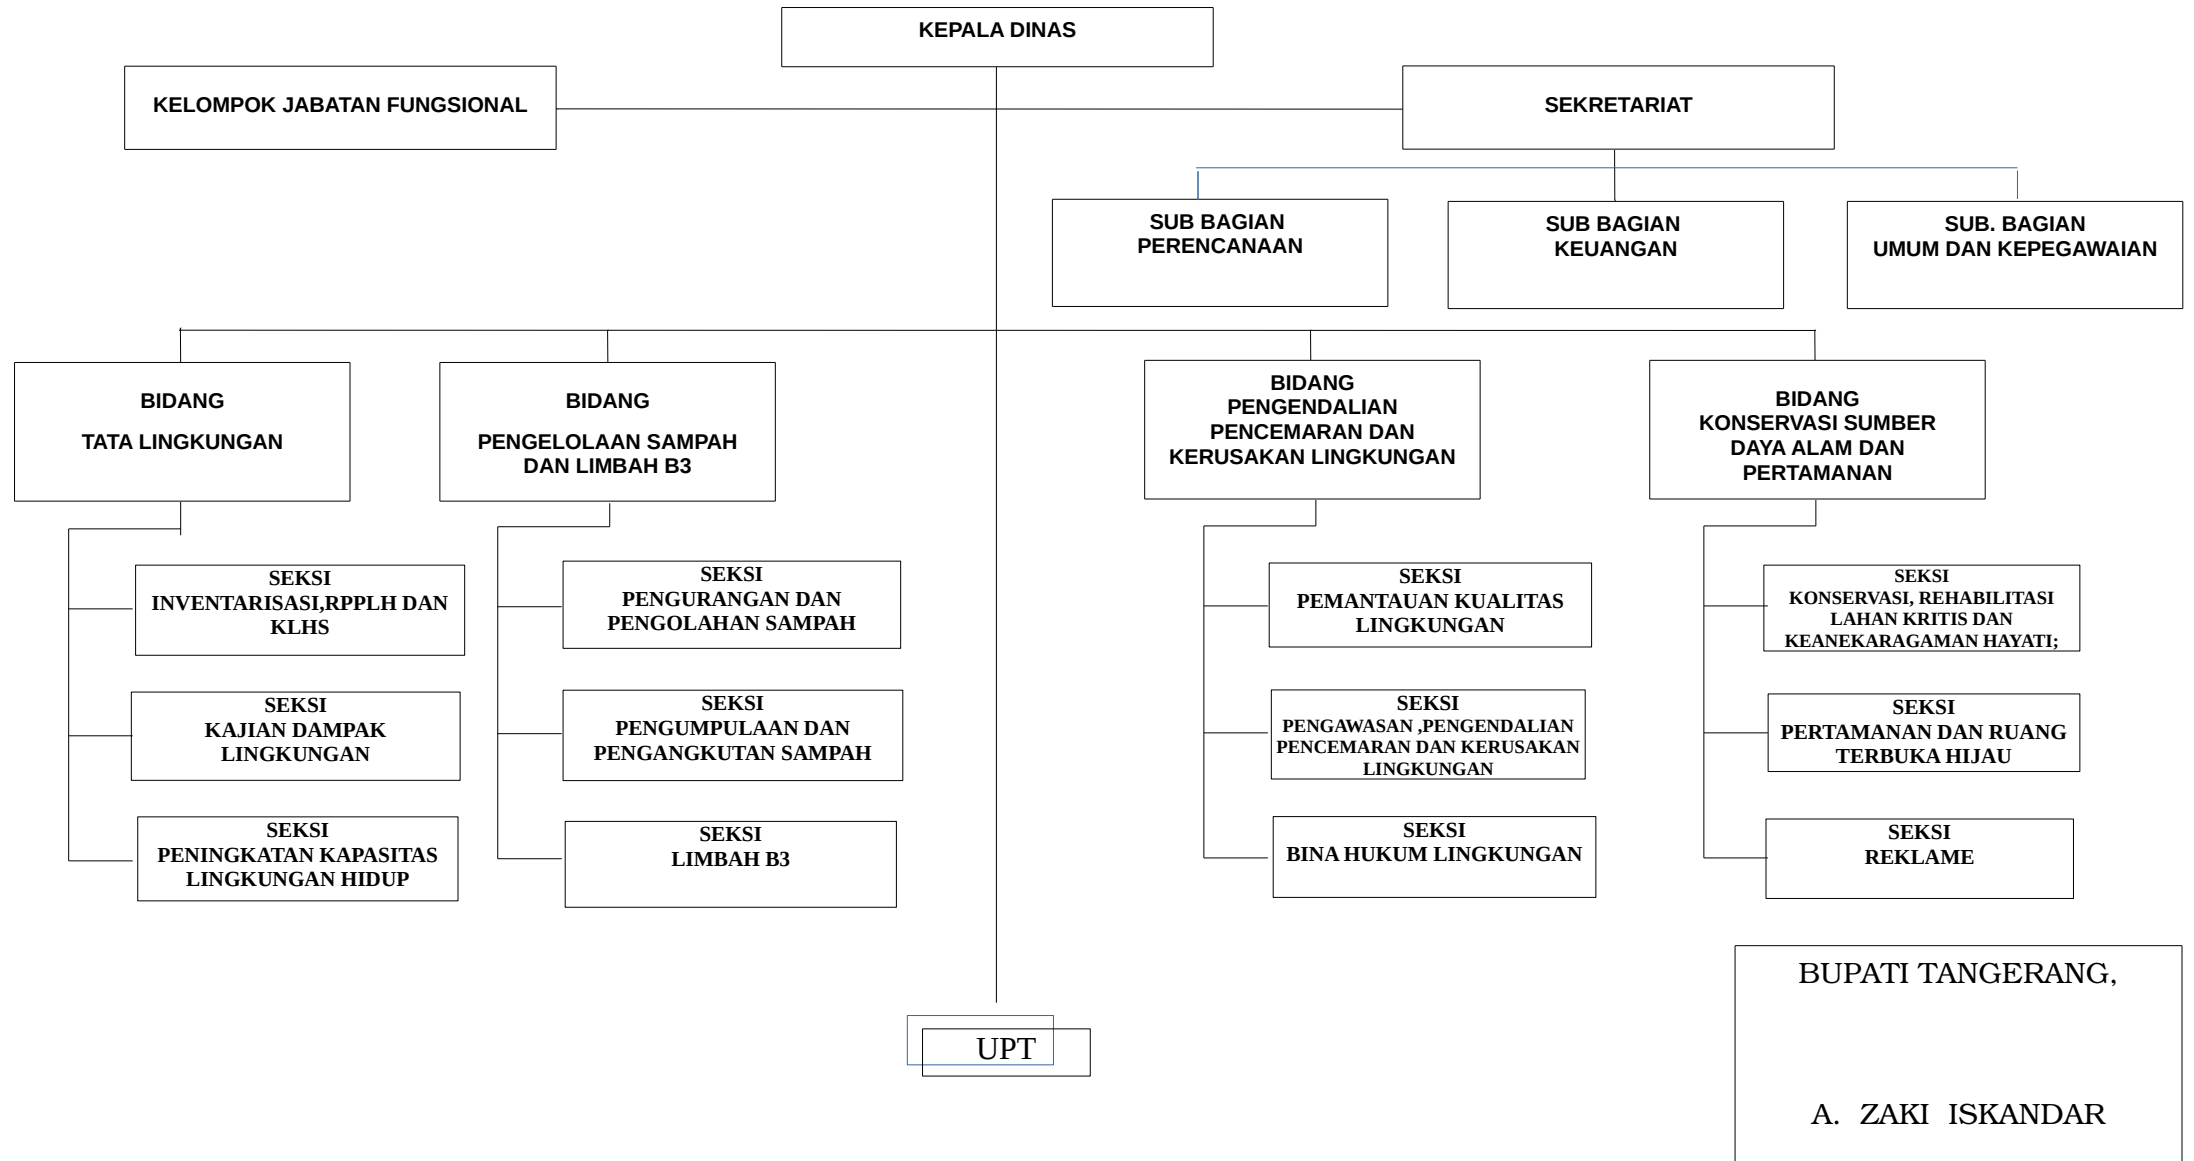 KEPALA DINAS
KELOMPOK JABATAN FUNGSIONAL
SEKRETARIAT
SUB BAGIAN
PERENCANAAN
SUB BAGIAN
KEUANGAN
SUB. BAGIAN
UMUM DAN KEPEGAWAIAN
BIDANG
TATA LINGKUNGAN
BIDANG
PENGELOLAAN SAMPAH
DAN LIMBAH B3
BIDANG
PENGENDALIAN
PENCEMARAN DAN
KERUSAKAN LINGKUNGAN
BIDANG
KONSERVASI SUMBER
DAYA ALAM DAN
PERTAMANAN
SEKSI
INVENTARISASI,RPPLH DAN
KLHS
SEKSI
KAJIAN DAMPAK
LINGKUNGAN
SEKSI
PENINGKATAN KAPASITAS
LINGKUNGAN HIDUP
SEKSI
PENGURANGAN DAN
PENGOLAHAN SAMPAH
SEKSI
PENGUMPULAAN DAN
PENGANGKUTAN SAMPAH
SEKSI
LIMBAH B3
SEKSI
PEMANTAUAN KUALITAS
LINGKUNGAN
SEKSI
PENGAWASAN ,PENGENDALIAN
PENCEMARAN DAN KERUSAKAN
LINGKUNGAN
SEKSI
BINA HUKUM LINGKUNGAN
SEKSI
KONSERVASI, REHABILITASI
LAHAN KRITIS DAN
KEANEKARAGAMAN HAYATI;
SEKSI
PERTAMANAN DAN RUANG
TERBUKA HIJAU
SEKSI
REKLAME
UPT
BUPATI TANGERANG,
A. ZAKI ISKANDAR